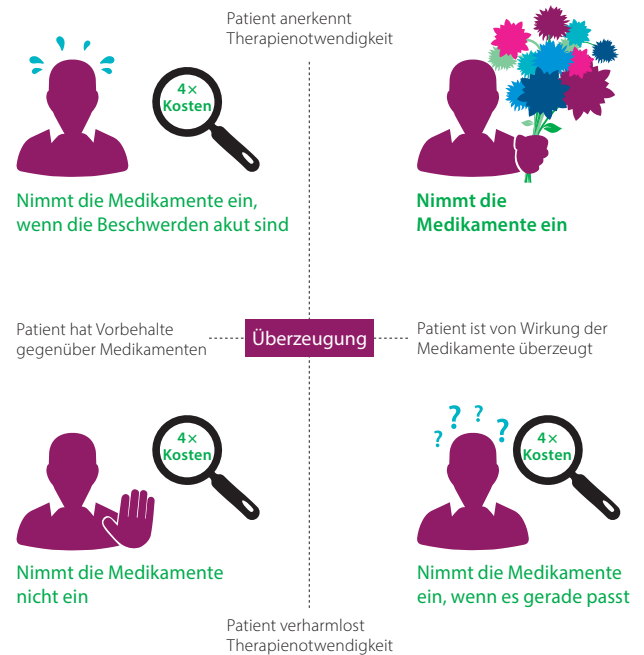 Patient anerkennt
Therapienotwendigkeit
4×
Kosten
Nimmt die Medikamente ein,
wenn die Beschwerden akut sind
Nimmt die
Medikamente ein
Patient hat Vorbehalte
gegenüber Medikamenten
Überzeugung
Patient ist von Wirkung der
Medikamente überzeugt
4×
Kosten
Nimmt die Medikamente
nicht ein
? ? ? ?
4×
Kosten
Nimmt die Medikamente
ein, wenn es gerade passt
Patient verharmlost
Therapienotwendigkeit